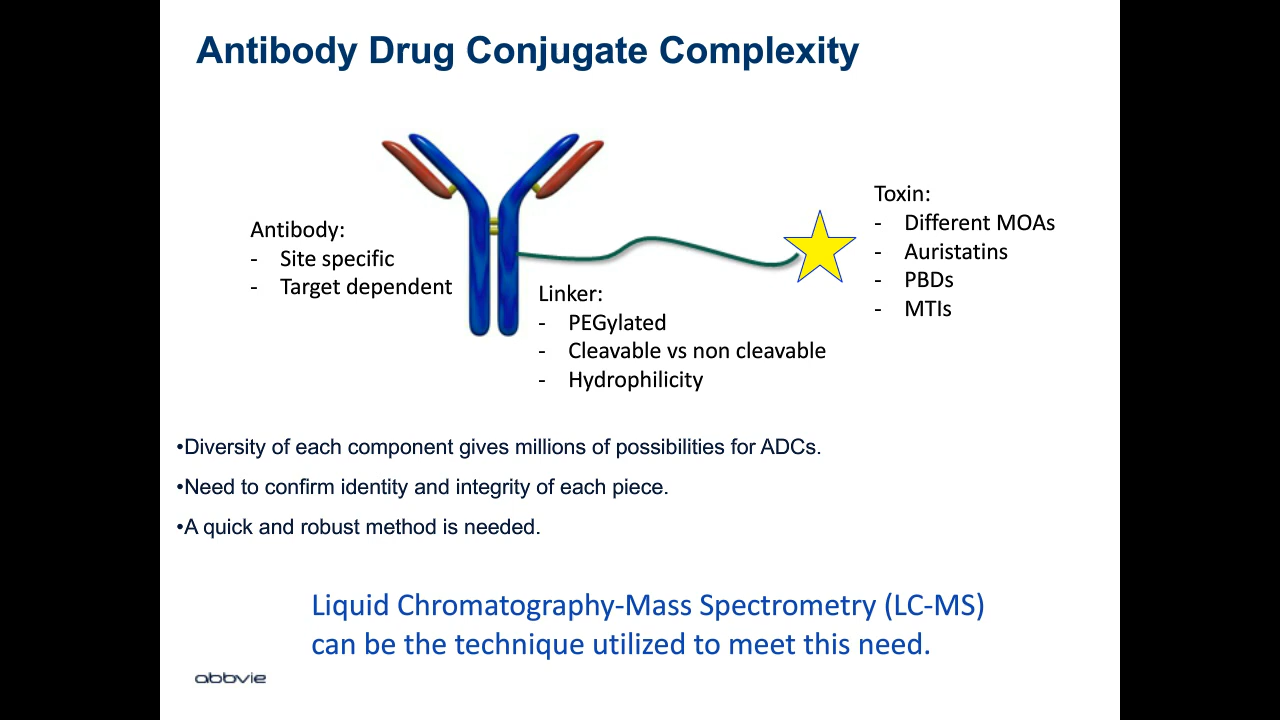 Antibody Drug Conjugate Complexity
Antibody:
- Site specific
- Target dependent
Linker:
- PEGylated
- Cleavable vs non cleavable
- Hydrophilicity
Toxin:
- Different MOAs
- Auristatins
- PBDs
- MTIs
•Diversity of each component gives millions of possibilities for ADCs.
•Need to confirm identity and integrity of each piece.
•A quick and robust method is needed.
Liquid Chromatography-Mass Spectrometry (LC-MS)
can be the technique utilized to meet this need.
abbvie